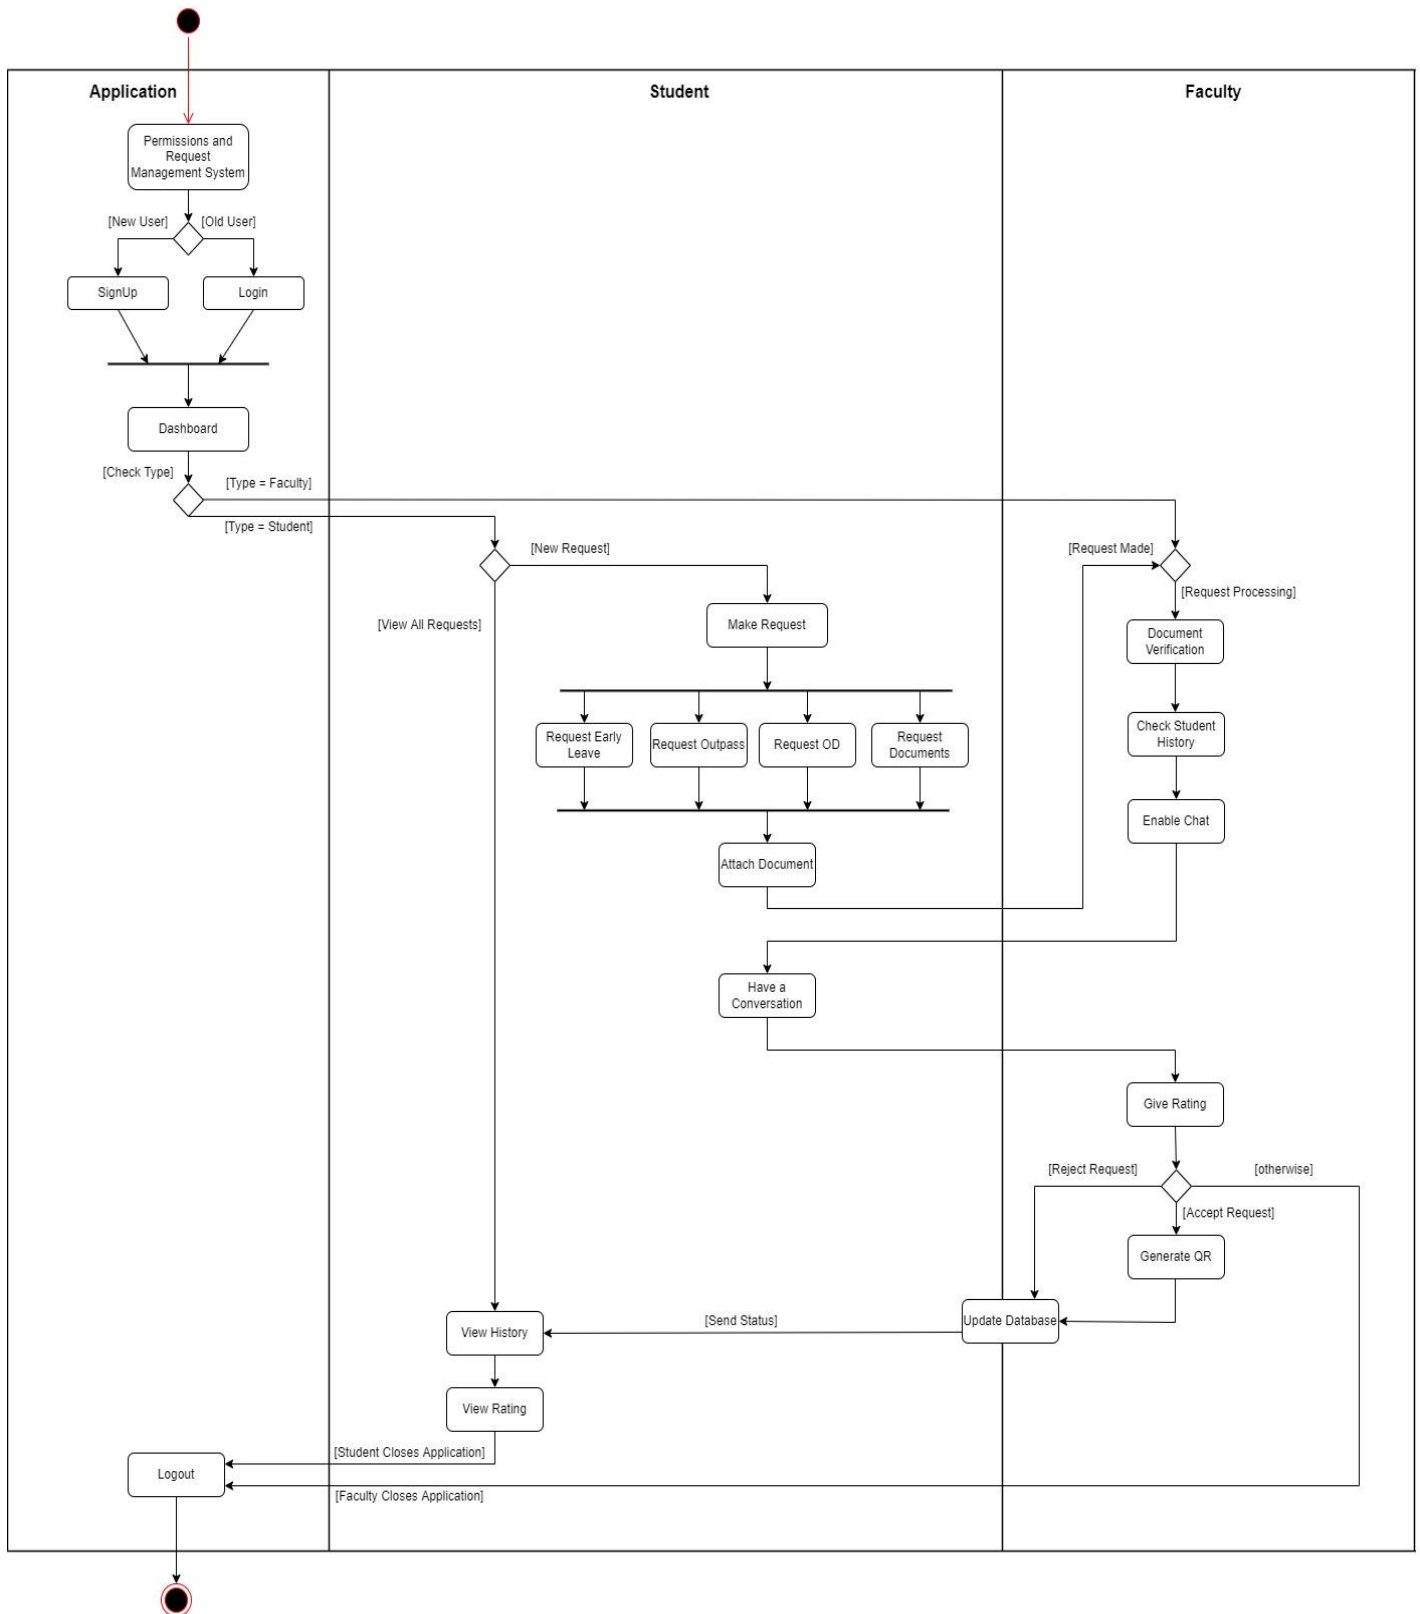 Application
Student
Faculty
Permissions and
Request
Management System
[New User]
[Old User]
SignUp
Login
Dashboard
[Check Type]
[Type = Faculty]
[Type = Student]
[New Request]
[Request Made]
[Request Processing]
[View All Requests]
Make Request
Document
Verification
Request Early
Leave
Request Outpass
Request OD
Request
Documents
Check Student
History
Enable Chat
Attach Document
Have a
Conversation
Give Rating
[Reject Request]
[otherwise]
[Accept Request]
Generate QR
Update Database
[Send Status]
View History
View Rating
[Student Closes Application]
Logout
[Faculty Closes Application]